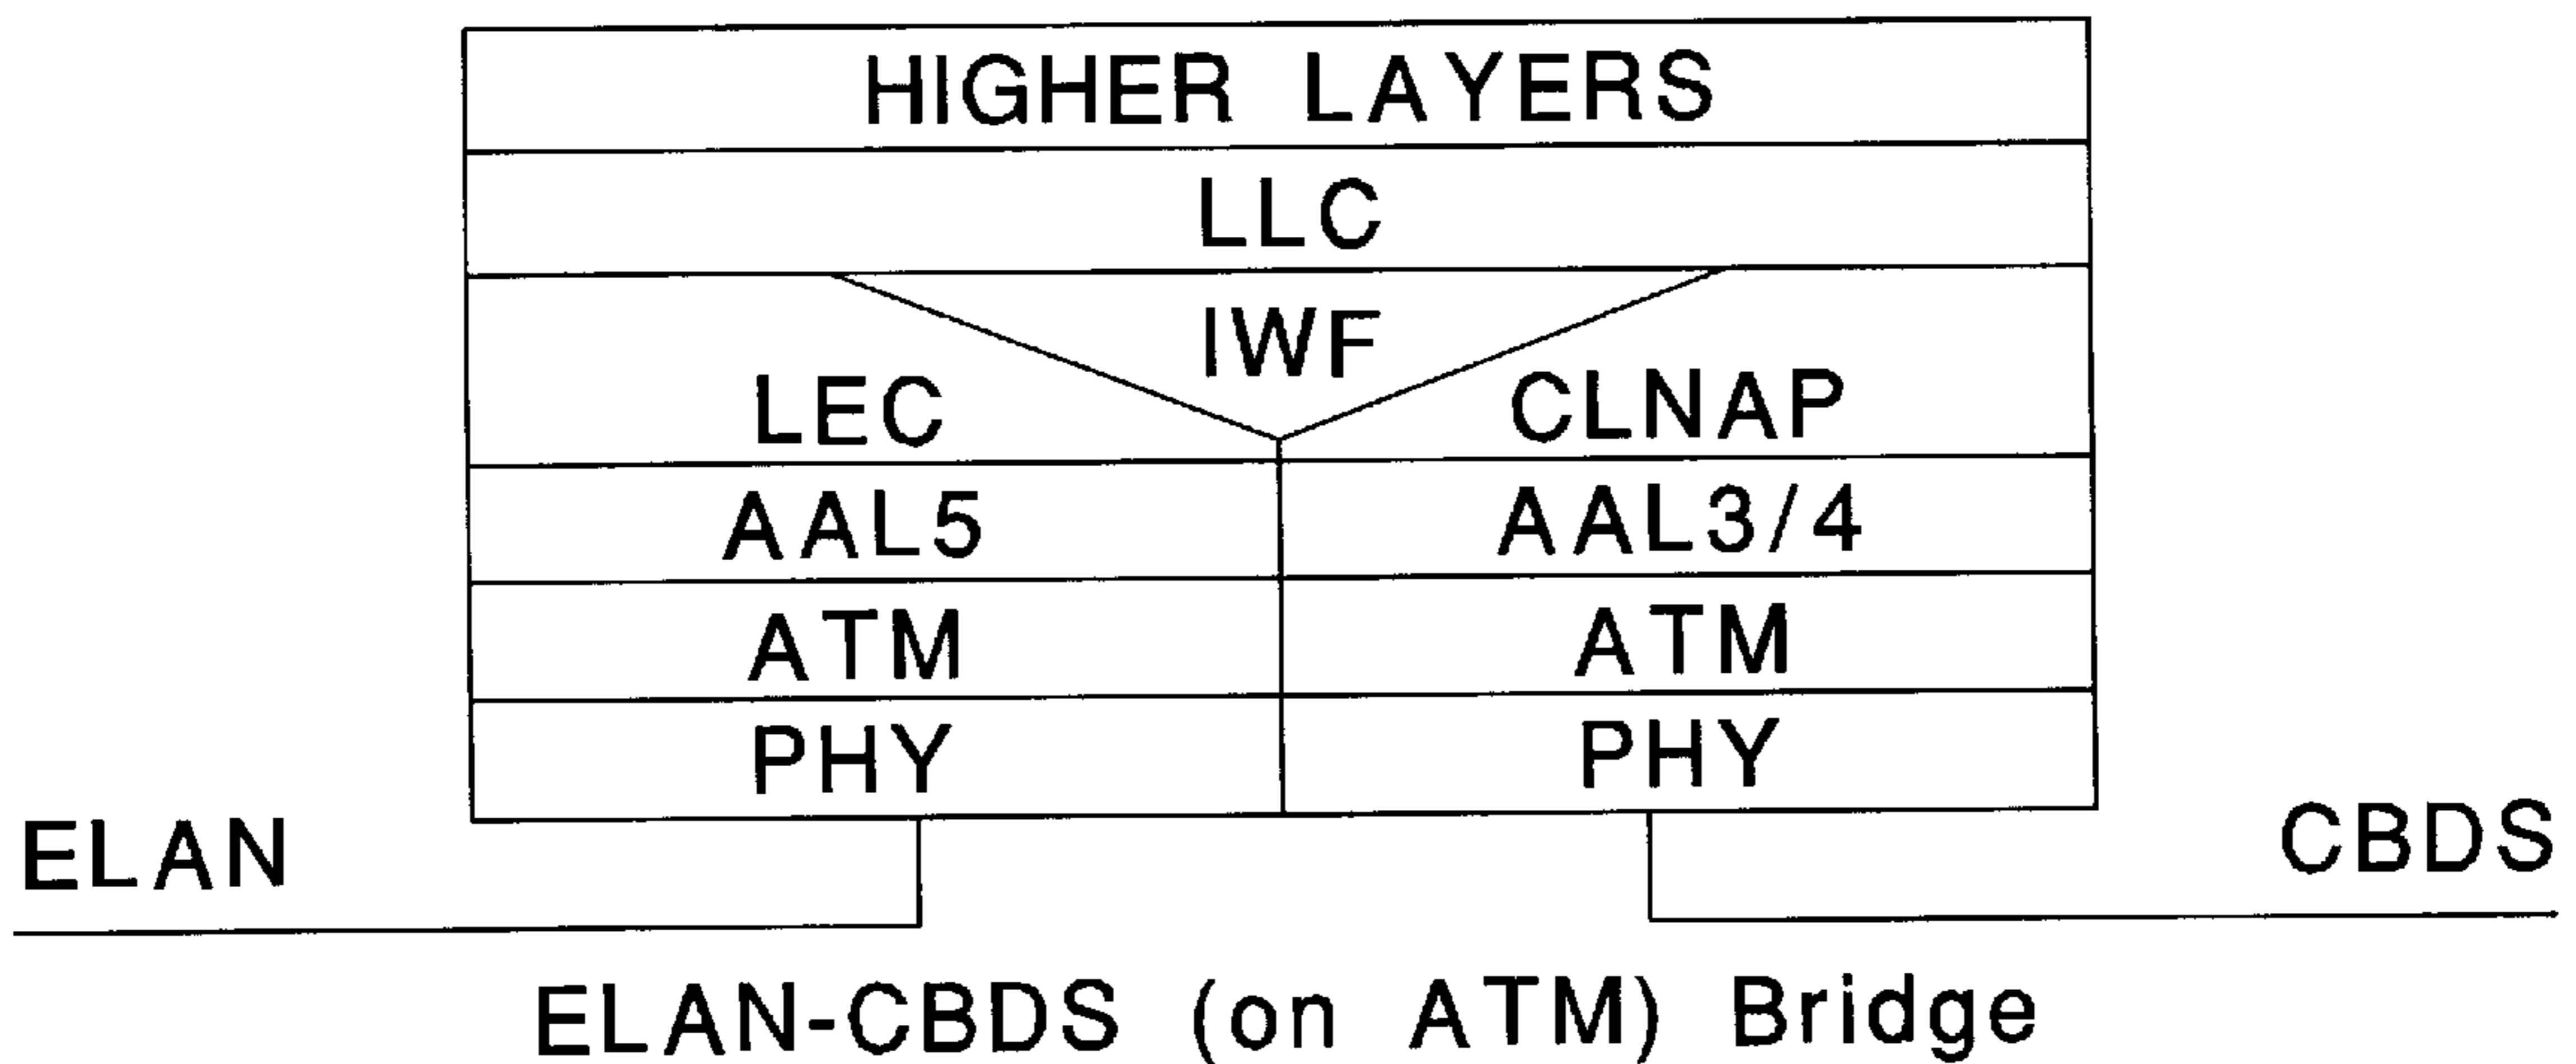 HIGHER LAYERS
LLC
IWF
LEC CLNAP
AAL5 AAL3/4
ATM ATM
PHY PHY
ELAN CBDS
ELAN-CBDS (on ATM) Bridge